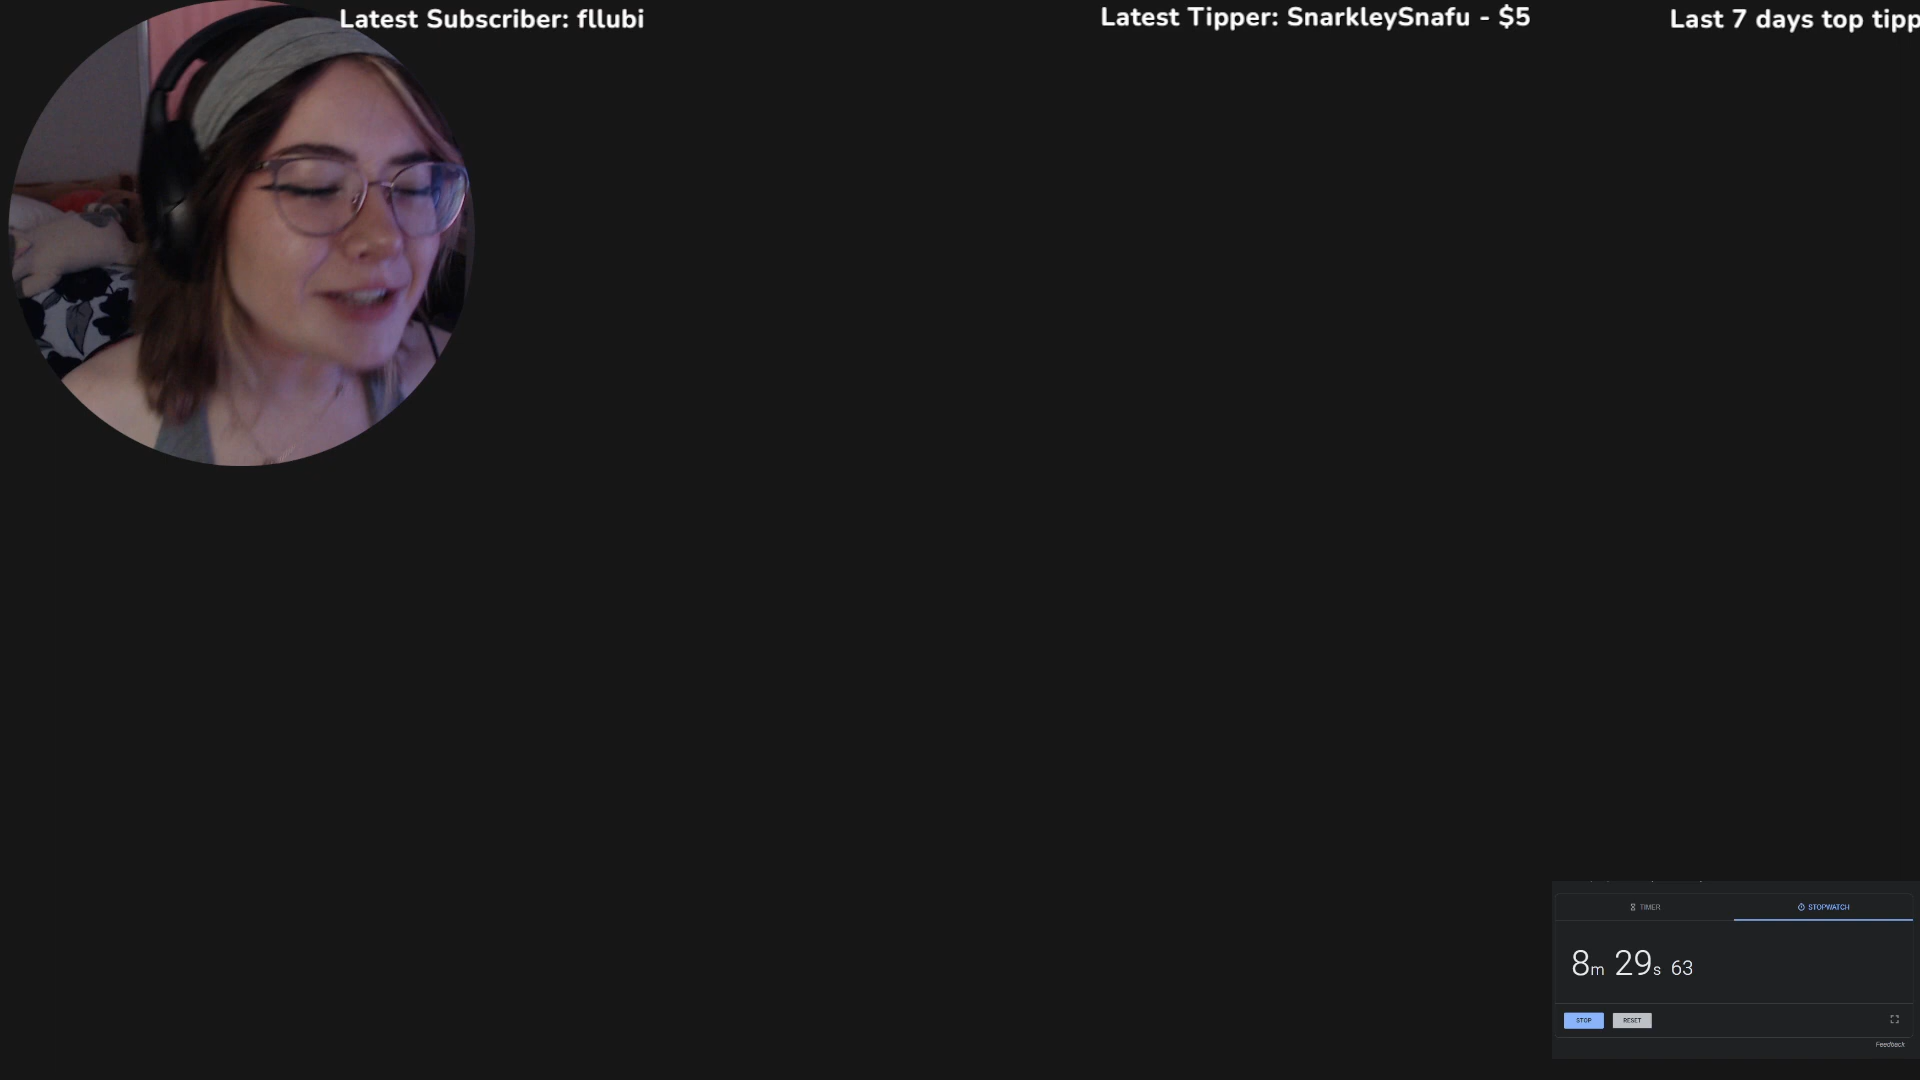 Latest Subscriber: fllubi
Latest Tipper: SnarkleySnafu - $5
Last 7 days top tipp
TIMER
STOPWATCH
8m 29s 63
STOP
RESET
Feedback